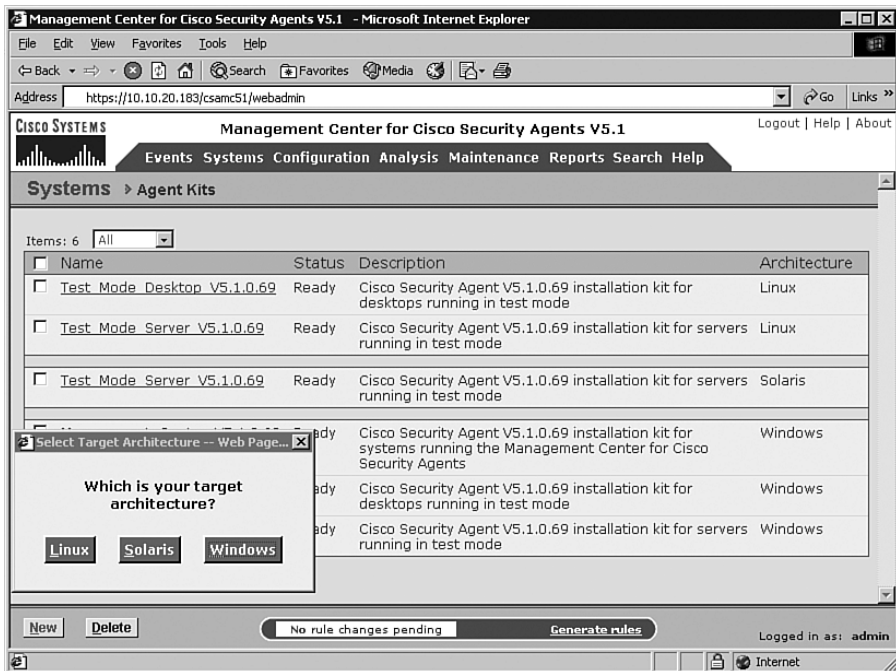 Management Center for Cisco Security Agents V5.1 - Microsoft Internet Explorer
File Edit View Favorites Tools Help
Back Search Favorites Media
Address https://10.10.20.183/csamc51/webadmin Go Links »
CISCO SYSTEMS
Management Center for Cisco Security Agents V5.1
Logout | Help | About
Events Systems Configuration Analysis Maintenance Reports Search Help
Systems > Agent Kits
Items: 6 All
Name Status Description Architecture
Test_Mode_Desktop_V5.1.0.69 Ready Cisco Security Agent V5.1.0.69 installation kit for Linux
desktops running in test mode
Test_Mode_Server_V5.1.0.69 Ready Cisco Security Agent V5.1.0.69 installation kit for servers Linux
running in test mode
Test_Mode_Server_V5.1.0.69 Ready Cisco Security Agent V5.1.0.69 installation kit for servers Solaris
running in test mode
ady Cisco Security Agent V5.1.0.69 installation kit for Windows
systems running the Management Center for Cisco
Security Agents
ady Cisco Security Agent V5.1.0.69 installation kit for Windows
desktops running in test mode
ady Cisco Security Agent V5.1.0.69 installation kit for servers Windows
running in test mode
Select Target Architecture -- Web Page...
Which is your target
architecture?
Linux Solaris Windows
New Delete No rule changes pending Generate rules Logged in as: admin
Internet